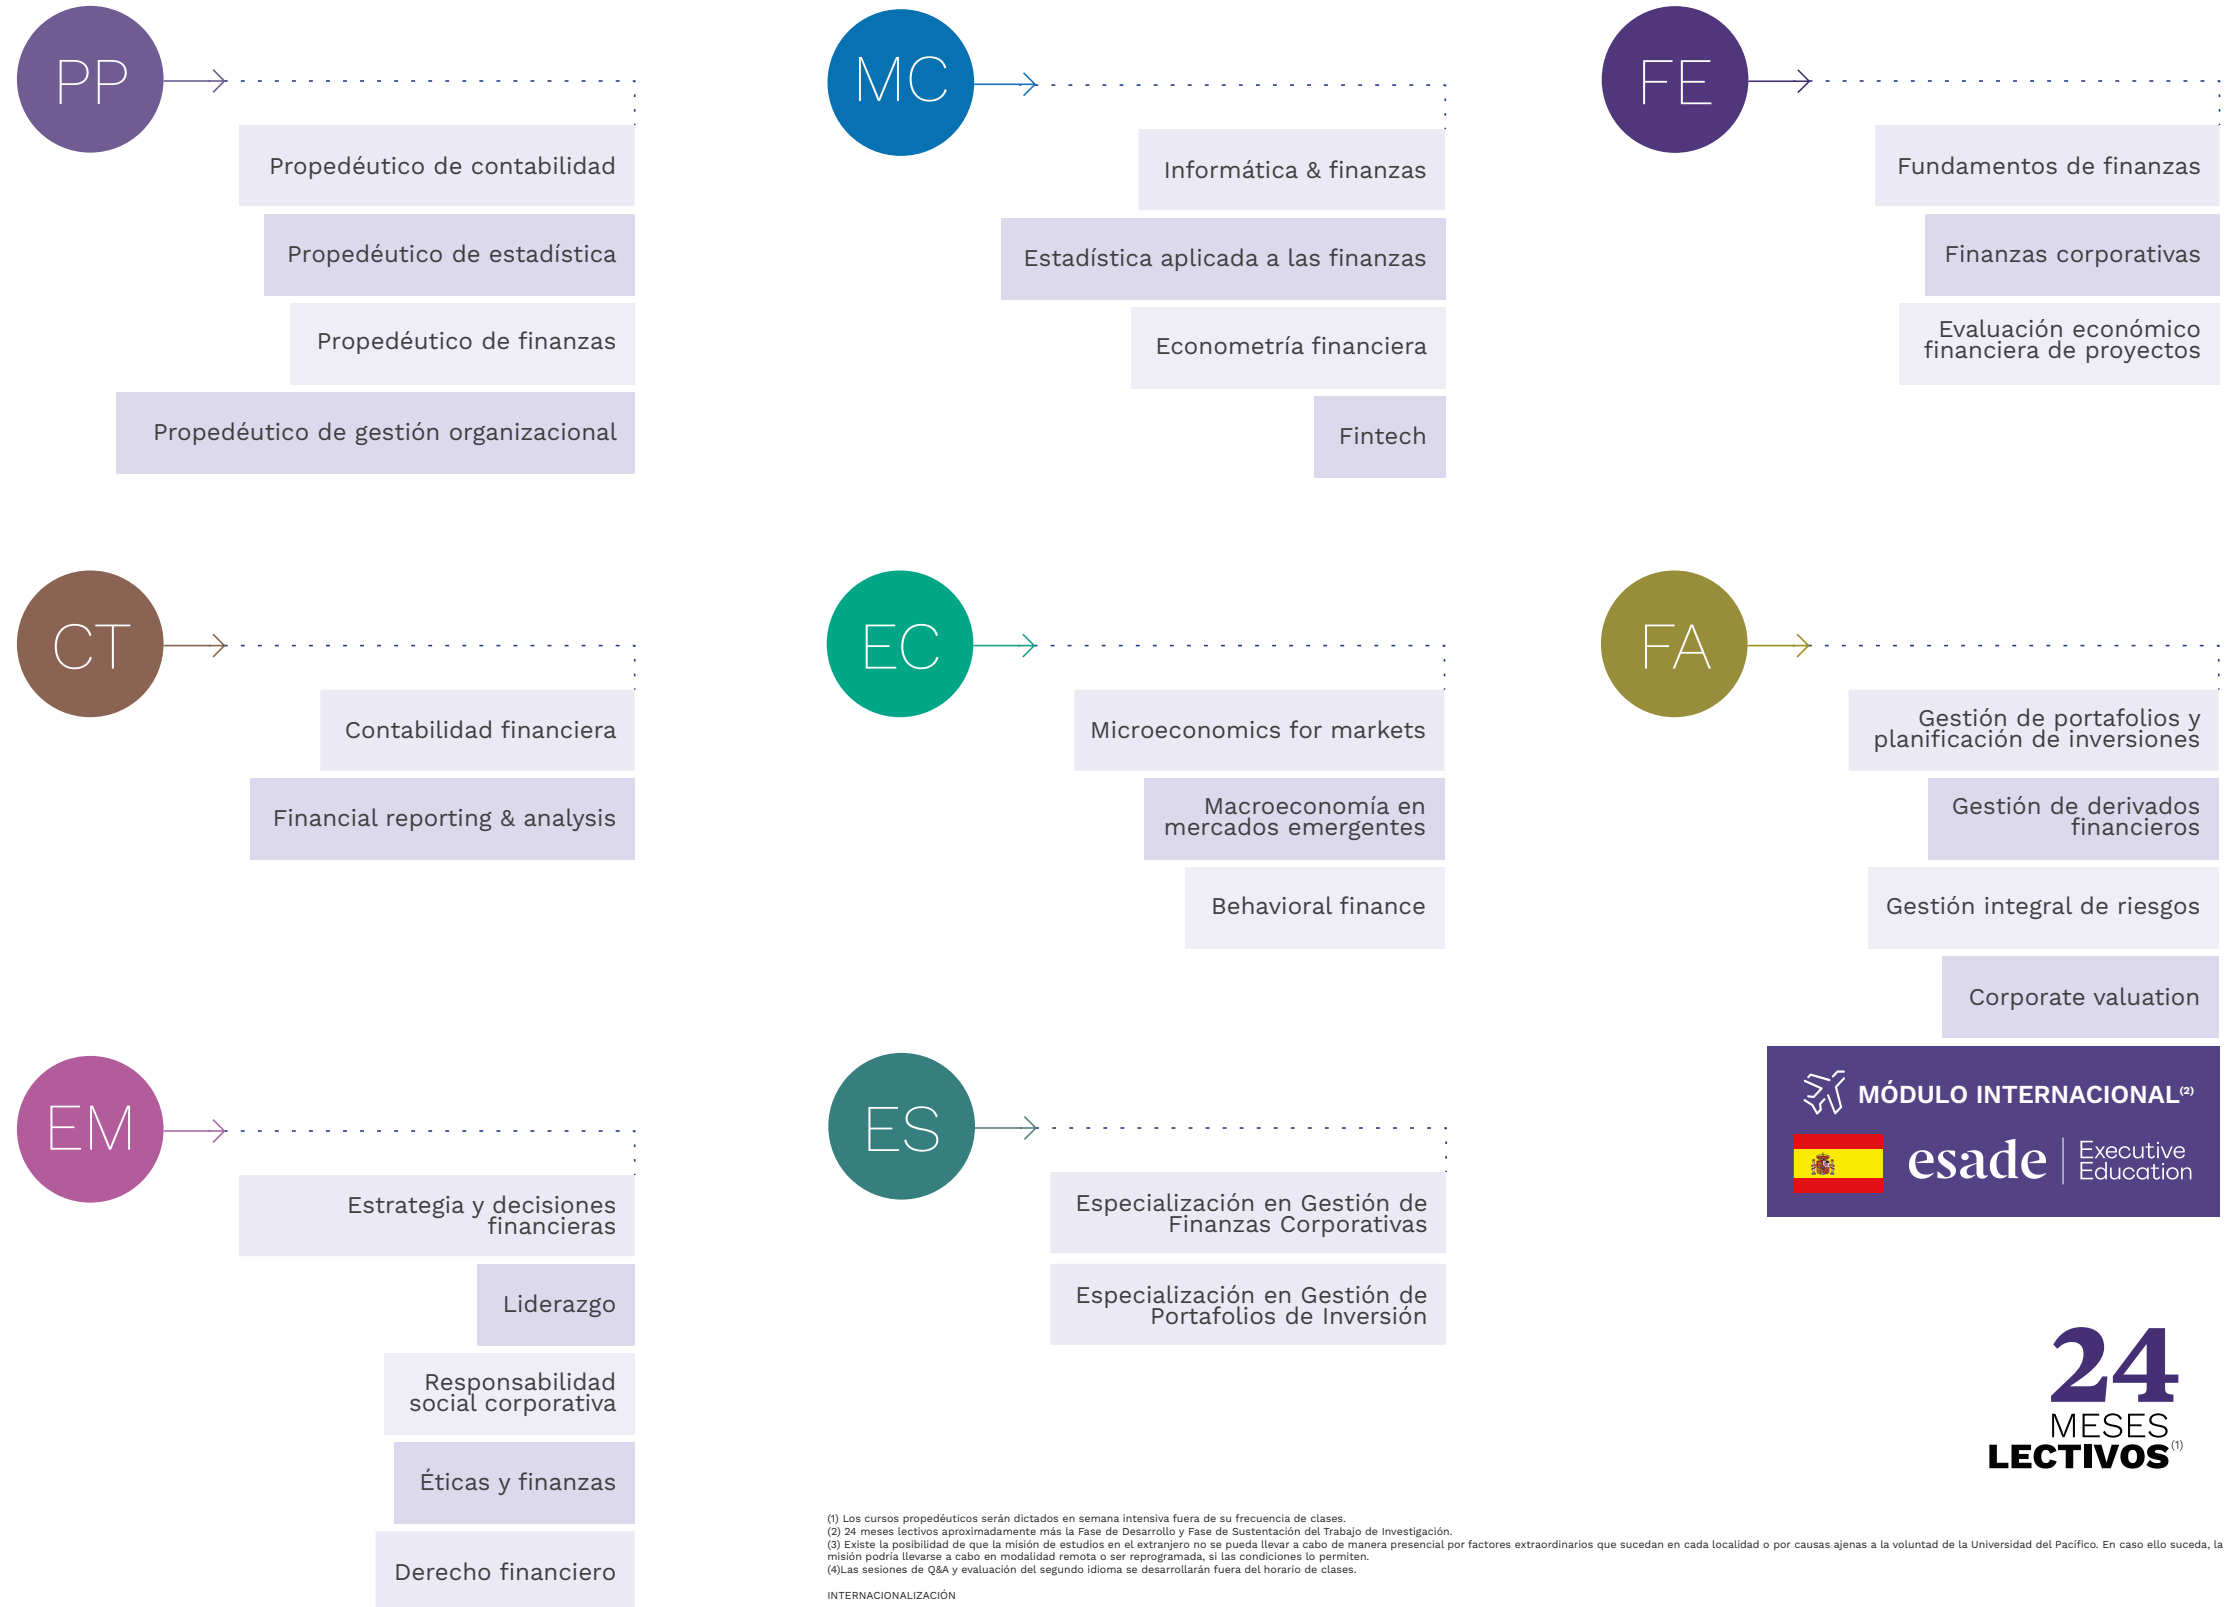 PP
Propedéutico de contabilidad
Propedéutico de estadística
Propedéutico de finanzas
Propedéutico de gestión organizacional
MC
Informática & finanzas
Estadística aplicada a las finanzas
Econometría financiera
Fintech
FE
Fundamentos de finanzas
Finanzas corporativas
Evaluación económico
financiera de proyectos
CT
Contabilidad financiera
Financial reporting & analysis
EC
Microeconomics for markets
Macroeconomía en
mercados emergentes
Behavioral finance
FA
Gestión de portafolios y
planificación de inversiones
Gestión de derivados
financieros
Gestión integral de riesgos
Corporate valuation
MÓDULO INTERNACIONAL(2)
esade
Executive
Education
EM
Estrategia y decisiones
financieras
Liderazgo
Responsabilidad
social corporativa
Éticas y finanzas
Derecho financiero
ES
Especialización en Gestión de
Finanzas Corporativas
Especialización en Gestión de
Portafolios de Inversión
24
MESES
LECTIVOS(1)
(1) Los cursos propedéuticos serán dictados en semana intensiva fuera de su frecuencia de clases.
(2) 24 meses lectivos aproximadamente más la Fase de Desarrollo y Fase de Sustentación del Trabajo de Investigación.
(3) Existe la posibilidad de que la misión de estudios en el extranjero no se pueda llevar a cabo de manera presencial por factores extraordinarios que sucedan en cada localidad o por causas ajenas a la voluntad de la Universidad del Pacífico. En caso ello suceda, la
misión podría llevarse a cabo en modalidad remota o ser reprogramada, si las condiciones lo permiten.
(4)Las sesiones de Q&A y evaluación del segundo idioma se desarrollarán fuera del horario de clases.
INTERNACIONALIZACIÓN